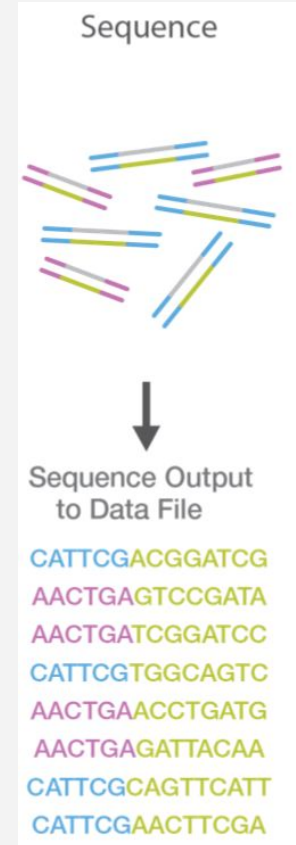 Sequence
Sequence Output
to Data File
CATTCGACGGATCG
AACTGAGTCCGATA
AACTGATCGGATCC
CATTCGTGGCAGTC
AACTGAACCTGATG
AACTGAGATTACAA
CATTCGCAGTTCATT
CATTCGAACTTCGA